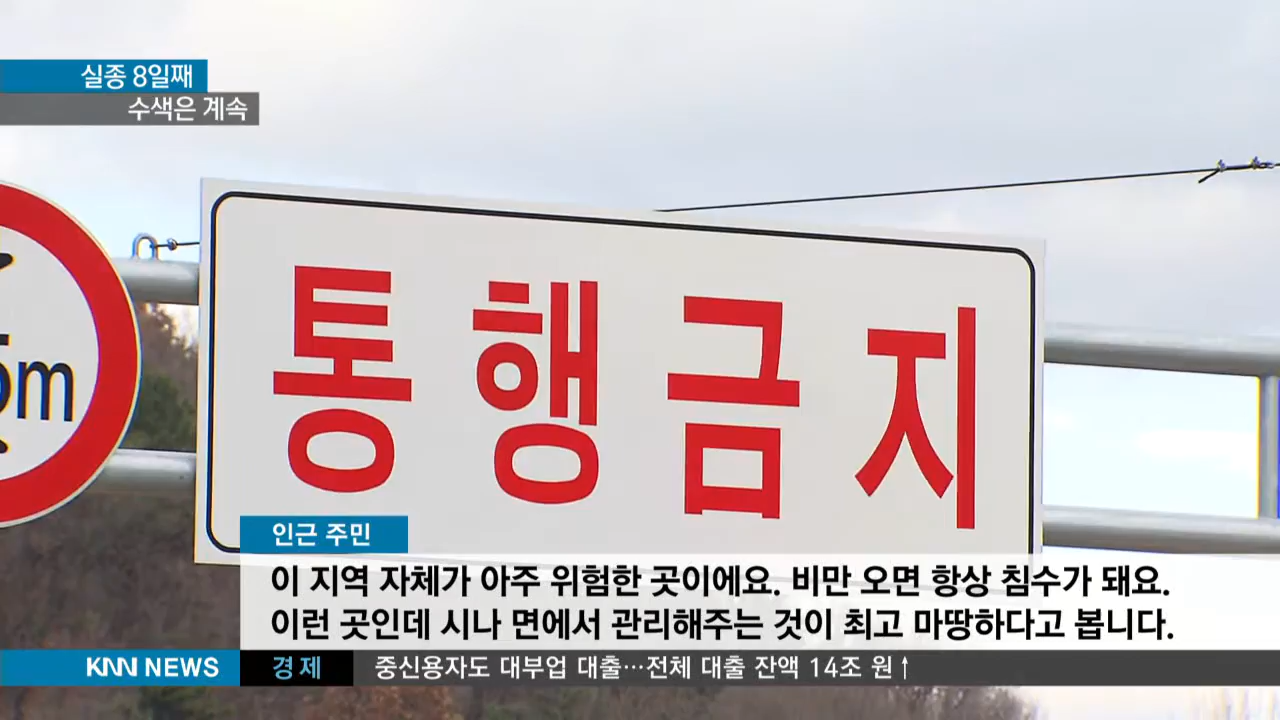 실종 8일째
수색은 계속
통행금지
m
인근 주민
이 지역 자체가 아주 위험한 곳이에요. 비만 오면 항상 침수가 돼요.
이런 곳인데 시나 면에서 관리해주는 것이 최고 마땅하다고 봅니다.
KNN NEWS 경제 중신용자도 대부업 대출…전체 대출 잔액 14조 원↑